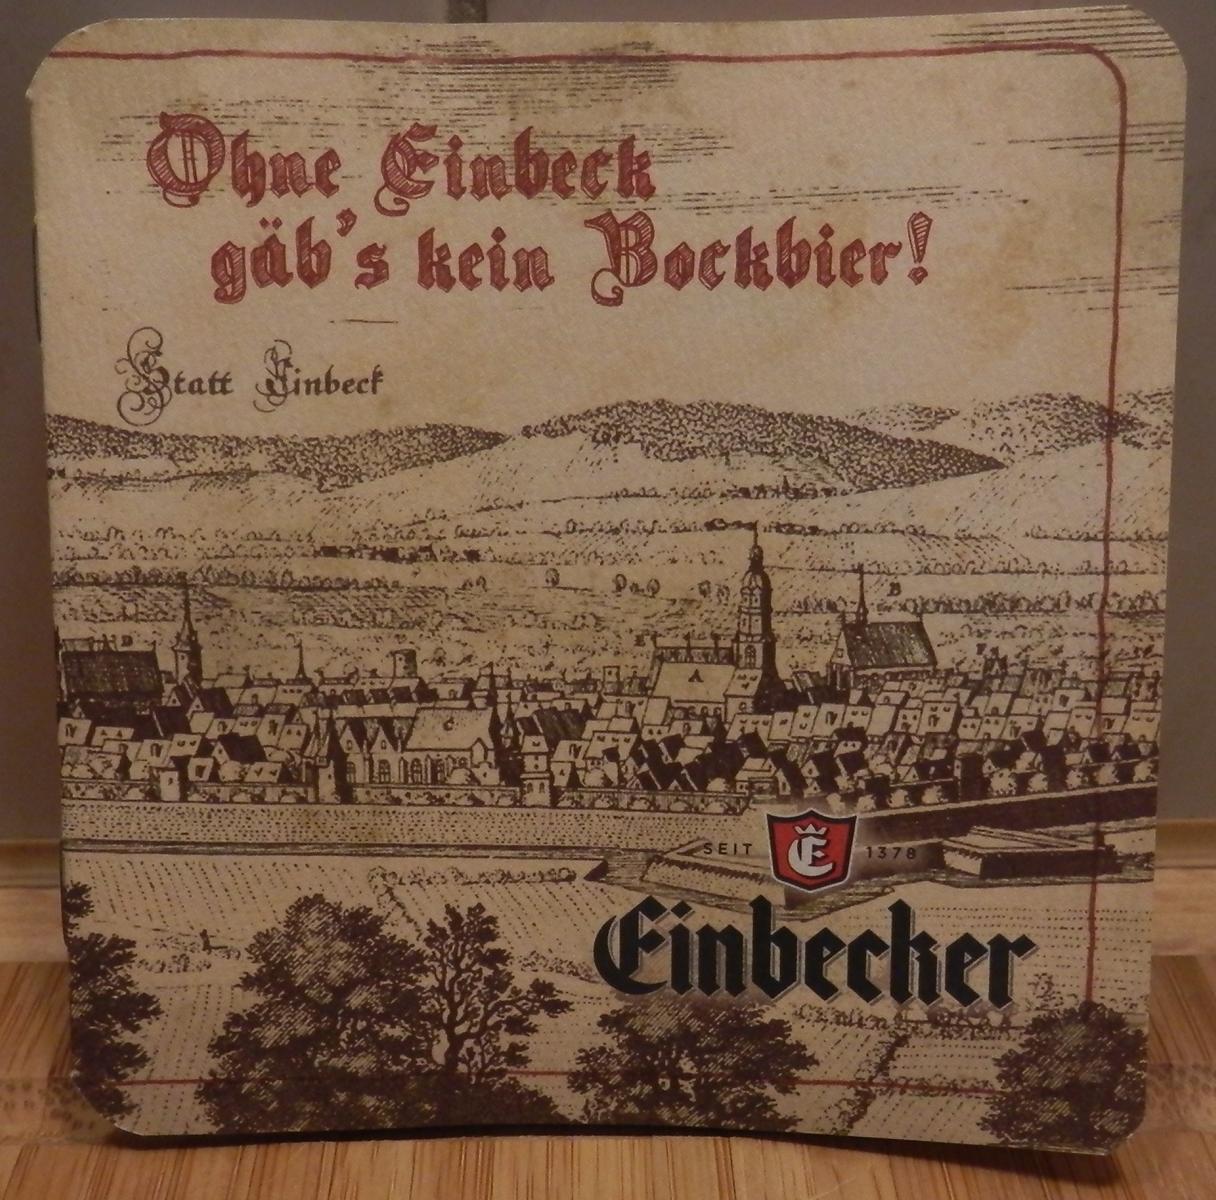 Ohne Einbeck
gäb's kein Bockbier!
Statt Einbeck
B
D
E
A
C
SEIT E 1378
Einbecker